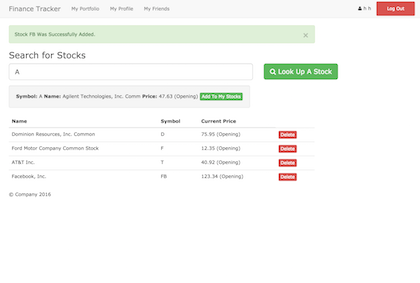 Finance Tracker My Portfolio My Profile My Friends Log Out
Stock FB Was Successfully Added. ×
Search for Stocks
A Look Up A Stock
Symbol: A Name: Agilent Technologies, Inc. Comm Price: 47.63 (Opening) Add To My Stocks
Name Symbol Current Price
Dominion Resources, Inc. Common D 75.95 (Opening) Delete
Ford Motor Company Common Stock F 12.35 (Opening) Delete
AT&T Inc. T 40.92 (Opening) Delete
Facebook, Inc. FB 123.34 (Opening) Delete
© Company 2016